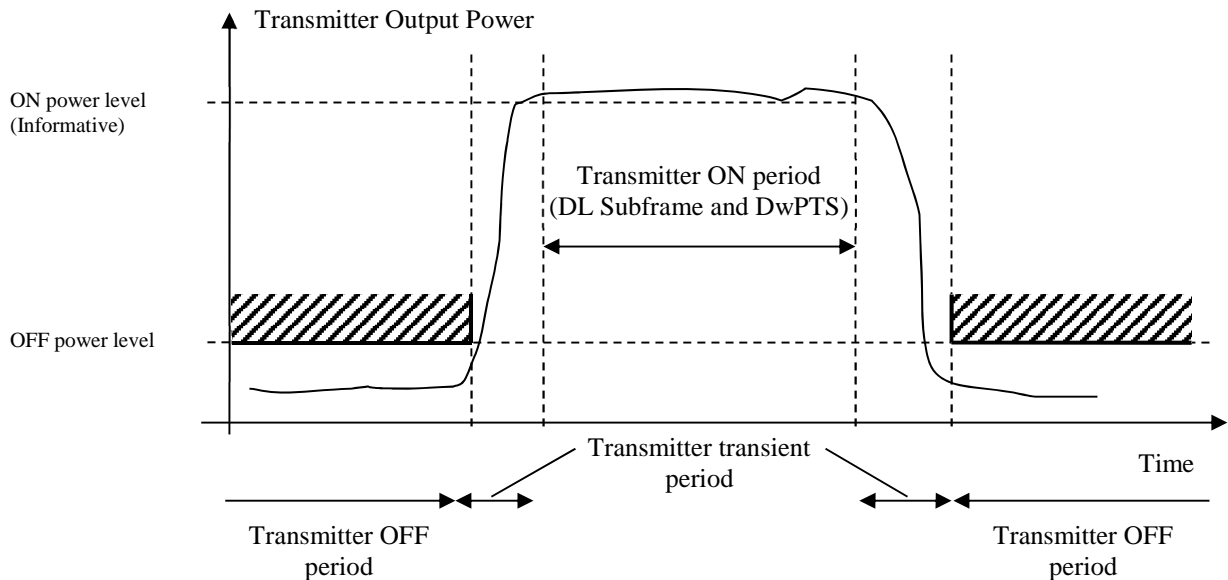 Transmitter Output Power
ON power level
(Informative)
Transmitter ON period
(DL Subframe and DwPTS)
OFF power level
Transmitter transient
period
Time
Transmitter OFF
period
Transmitter OFF
period